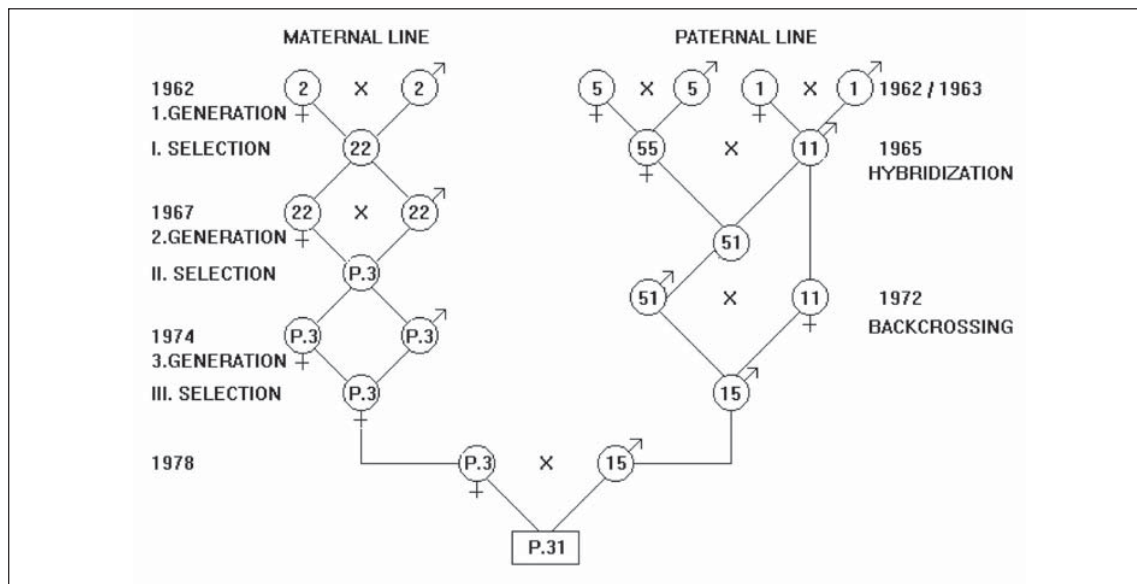 MATERNAL LINE PATERNAL LINE
1962 2 X 2 5 X 5 1 X 1 1962 / 1963
1.GENERATION
I. SELECTION 22 55 X 11 1965
HYBRIDIZATION
1967 22 X 22
2.GENERATION 51
II. SELECTION P.3
51 X 11 1972
1974 P.3 P.3 BACKCROSSING
3.GENERATION
III. SELECTION P.3 15
1978 P.3 X 15
P.31